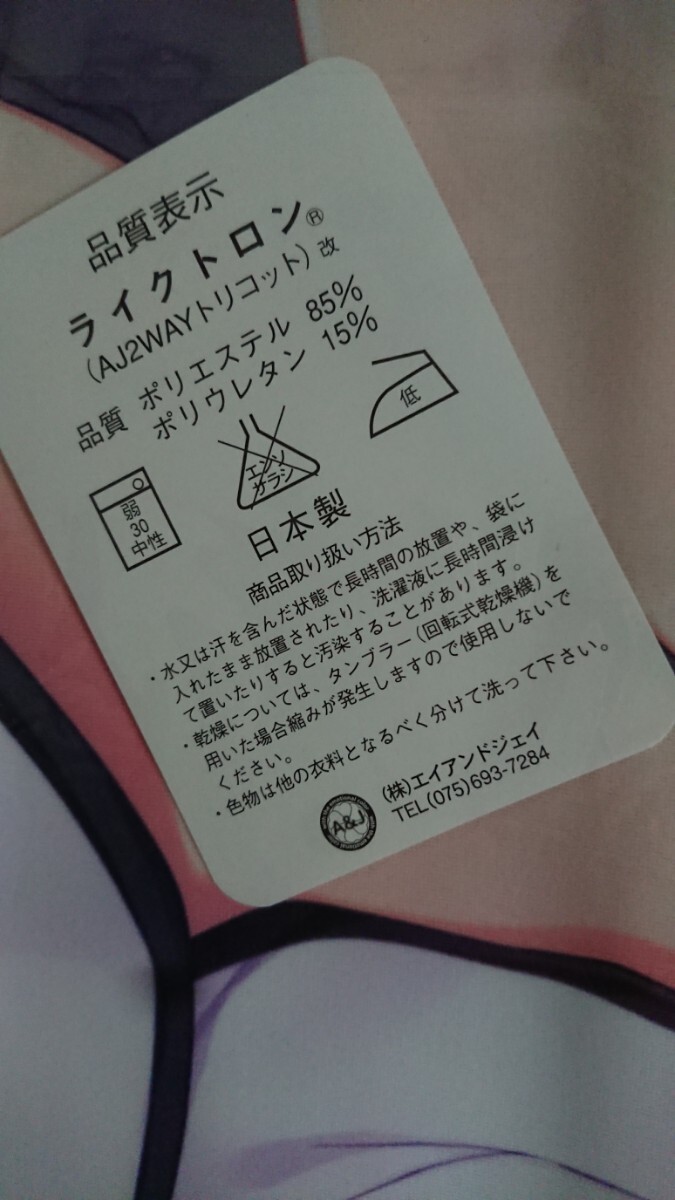 品質表示
ライクトロン®
(AJ2WAYトリコット)改
品質 ポリエステル 85%
ポリウレタン 15%
弱
30
中性
エンソ
サラシ
低
日本製
商品取り扱い方法
・水又は汗を含んだ状態で長時間の放置や、袋に
入れたまま放置されたり、洗濯液に長時間浸け
て置いたりすると汚染することがあります。
・乾燥については、タンブラー(回転式乾燥機)を
用いた場合縮みが発生しますので使用しないで
ください。
・色物は他の衣料となるべく分けて洗って下さい。
A&J
(株)エイアンドジェイ
TEL(075)693-7284